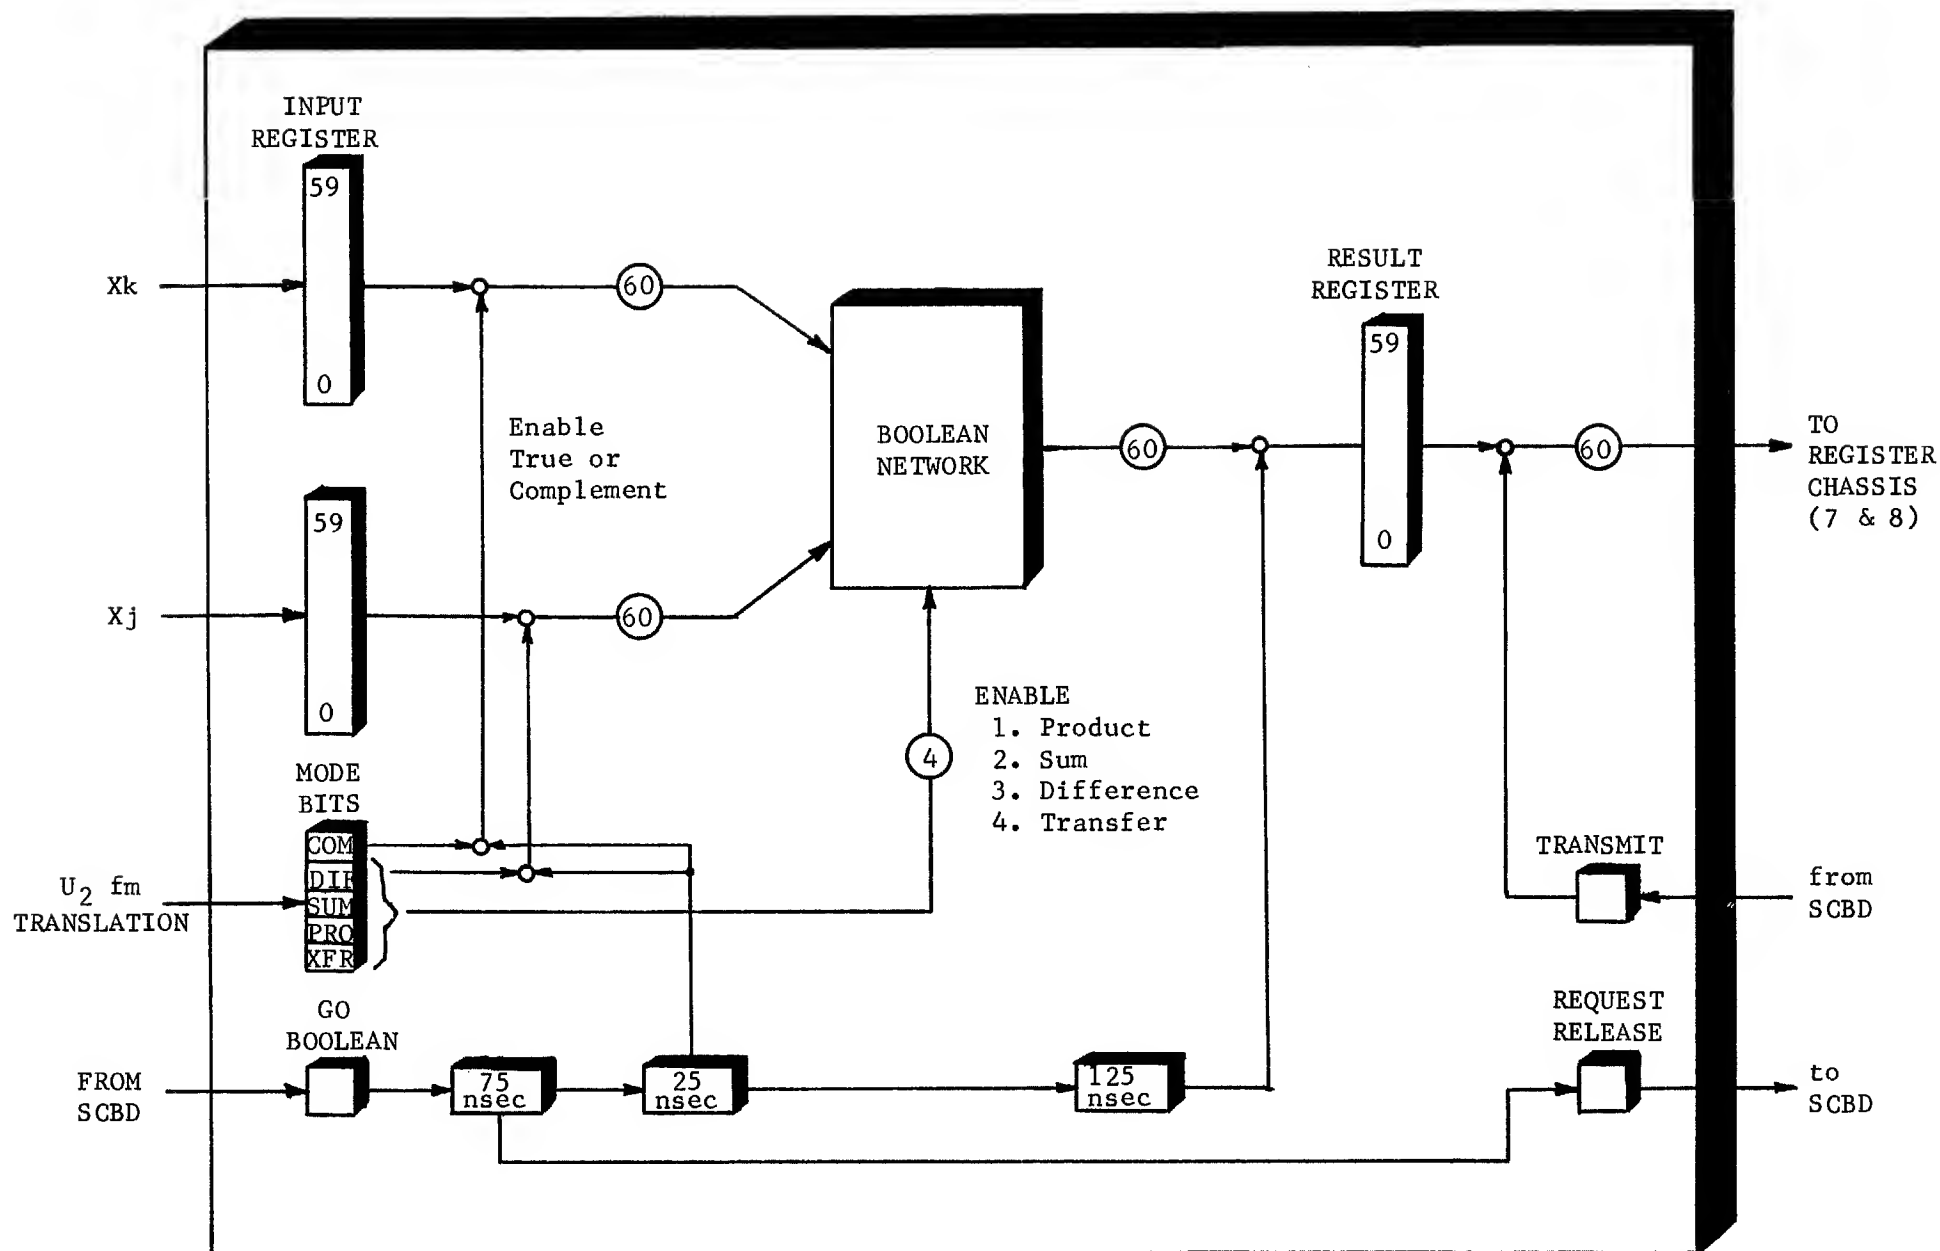 INPUT
REGISTER
59
0
Xk
60
Enable
True or
Complement
59
0
Xj
60
BOOLEAN
NETWORK
60
RESULT
REGISTER
59
0
60
TO
REGISTER
CHASSIS
(7 & 8)
ENABLE
1. Product
2. Sum
3. Difference
4. Transfer
4
MODE
BITS
COM
DIF
SUM
PRO
XFR
U2 fm
TRANSLATION
TRANSMIT
from
SCBD
GO
BOOLEAN
FROM
SCBD
75
nsec
25
nsec
125
nsec
REQUEST
RELEASE
to
SCBD